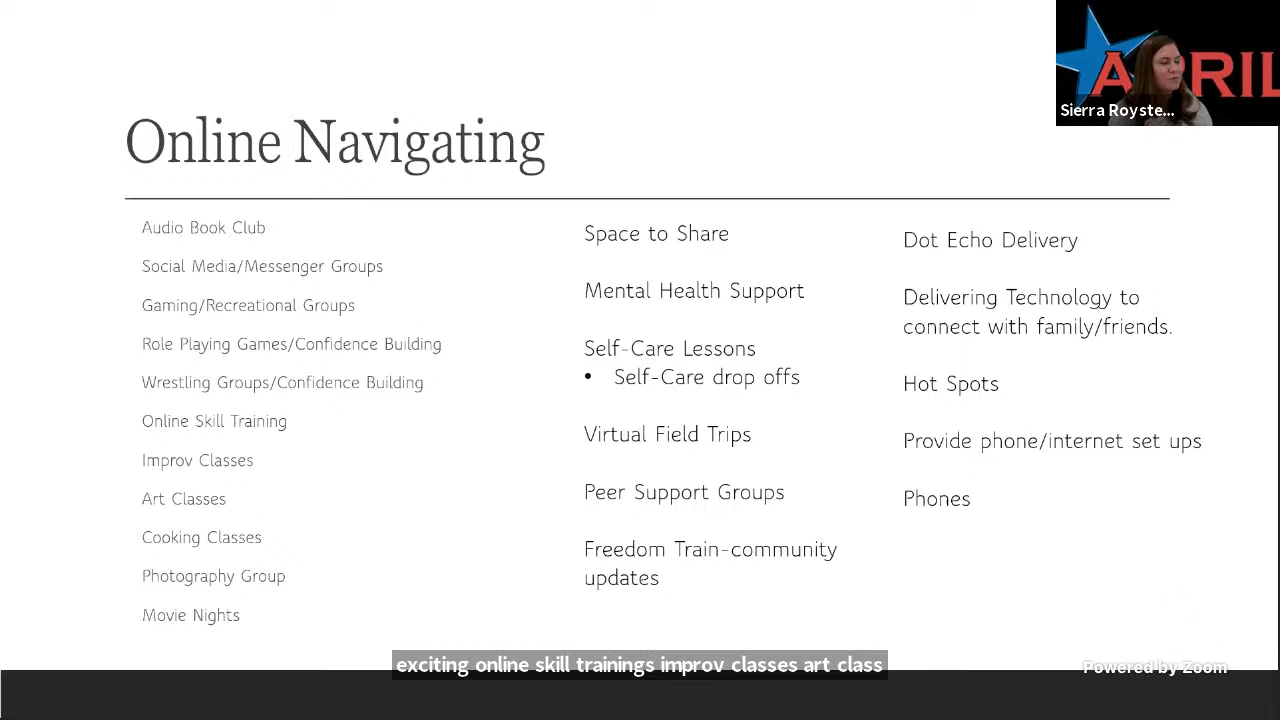 APRIL
Sierra Royste...
Online Navigating
Audio Book Club
Social Media/Messenger Groups
Gaming/Recreational Groups
Role Playing Games/Confidence Building
Wrestling Groups/Confidence Building
Online Skill Training
Improv Classes
Art Classes
Cooking Classes
Photography Group
Movie Nights
Space to Share
Mental Health Support
Self-Care Lessons
• Self-Care drop offs
Virtual Field Trips
Peer Support Groups
Freedom Train-community
updates
Dot Echo Delivery
Delivering Technology to
connect with family/friends.
Hot Spots
Provide phone/internet set ups
Phones
exciting online skill trainings improv classes art class
Powered by Zoom